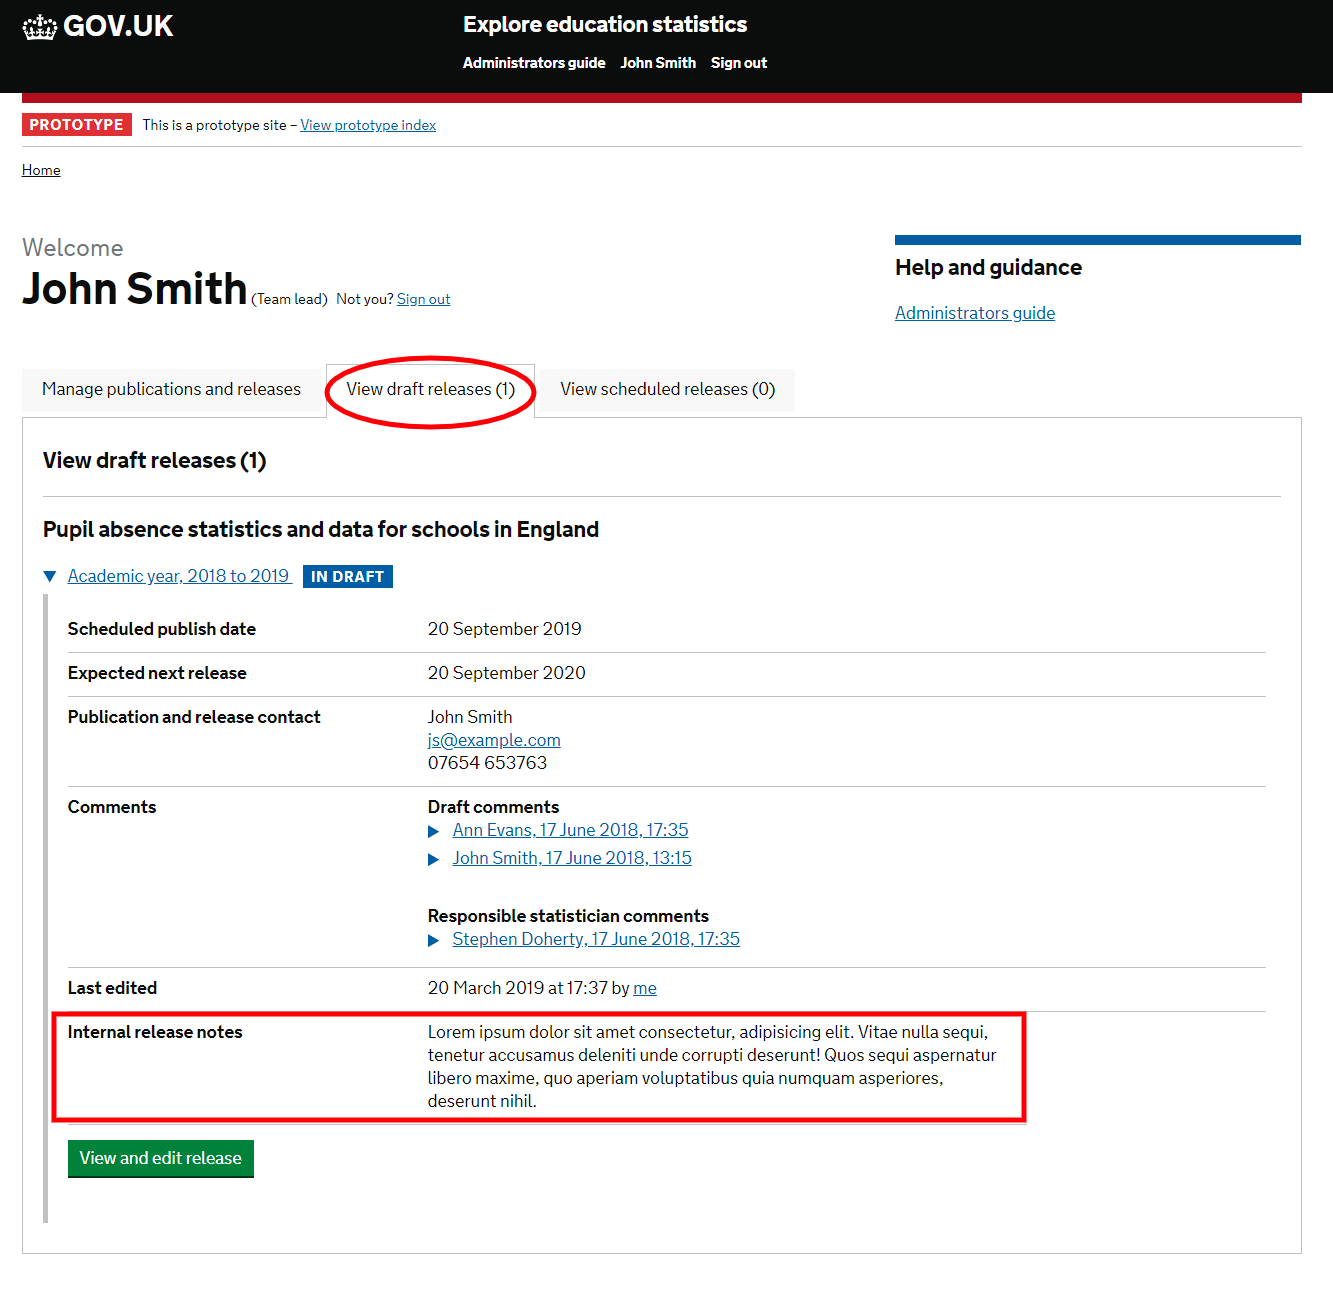 GOV.UK
Explore education statistics
Administrators guide John Smith Sign out
PROTOTYPE This is a prototype site – View prototype index
Home
Welcome
John Smith (Team lead) Not you? Sign out
Help and guidance
Administrators guide
Manage publications and releases View draft releases (1) View scheduled releases (0)
View draft releases (1)
Pupil absence statistics and data for schools in England
Academic year, 2018 to 2019 IN DRAFT
Scheduled publish date 20 September 2019
Expected next release 20 September 2020
Publication and release contact John Smith
js@example.com
07654 653763
Comments Draft comments
Ann Evans, 17 June 2018, 17:35
John Smith, 17 June 2018, 13:15
Responsible statistician comments
Stephen Doherty, 17 June 2018, 17:35
Last edited 20 March 2019 at 17:37 by me
Internal release notes Lorem ipsum dolor sit amet consectetur, adipisicing elit. Vitae nulla sequi,
tenetur accusamus deleniti unde corrupti deserunt! Quos sequi aspernatur
libero maxime, quo aperiam voluptatibus quia numquam asperiores,
deserunt nihil.
View and edit release